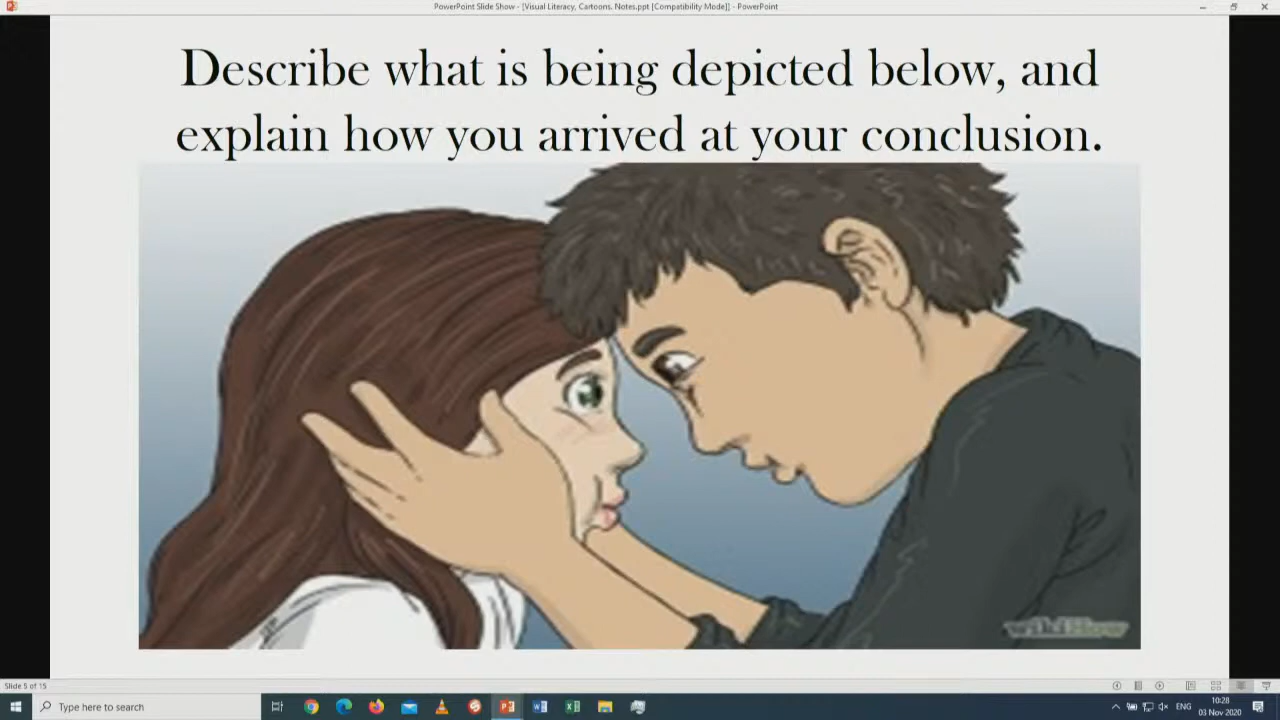 PowerPoint Slide Show - [Visual Literacy, Cartoons. Notes.ppt [Compatibility Mode]] - PowerPoint
Describe what is being depicted below, and
explain how you arrived at your conclusion.
wikiHow
Slide 5 of 15
Type here to search
ENG
10:28
03 Nov 2020